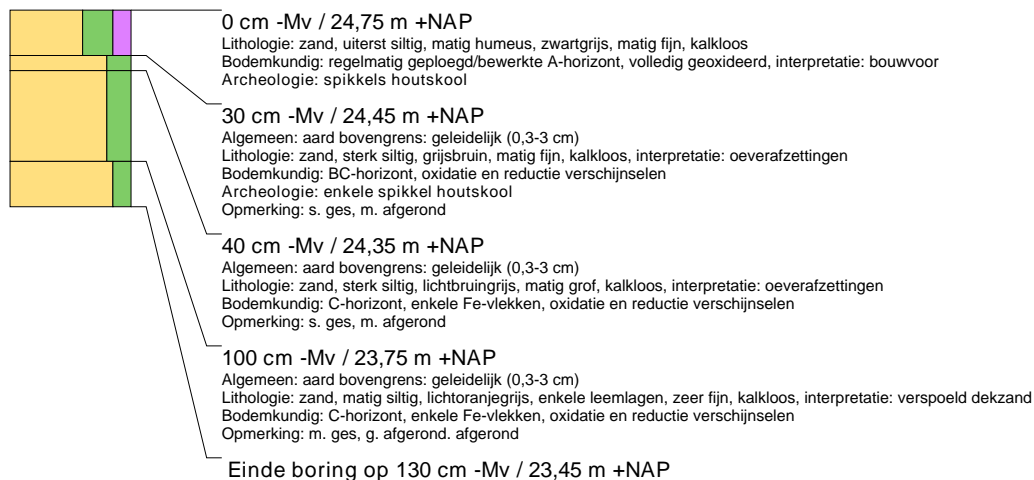 0 cm -Mv / 24,75 m +NAP
Lithologie: zand, uiterst siltig, matig humeus, zwartgrijs, matig fijn, kalkloos
Bodemkundig: regelmatig geploegd/bewerkte A-horizont, volledig geoxideerd, interpretatie: bouwvoor
Archeologie: spikkels houtskool
30 cm -Mv / 24,45 m +NAP
Algemeen: aard bovengrens: geleidelijk (0,3-3 cm)
Lithologie: zand, sterk siltig, grijsbruin, matig fijn, kalkloos, interpretatie: oeverafzettingen
Bodemkundig: BC-horizont, oxidatie en reductie verschijnselen
Archeologie: enkele spikkel houtskool
Opmerking: s. ges, m. afgerond
40 cm -Mv / 24,35 m +NAP
Algemeen: aard bovengrens: geleidelijk (0,3-3 cm)
Lithologie: zand, sterk siltig, lichtbruingrijs, matig grof, kalkloos, interpretatie: oeverafzettingen
Bodemkundig: C-horizont, enkele Fe-vlekken, oxidatie en reductie verschijnselen
Opmerking: s. ges, m. afgerond
100 cm -Mv / 23,75 m +NAP
Algemeen: aard bovengrens: geleidelijk (0,3-3 cm)
Lithologie: zand, matig siltig, lichtoranjegrijs, enkele leemlagen, zeer fijn, kalkloos, interpretatie: verspoeld dekzand
Bodemkundig: C-horizont, enkele Fe-vlekken, oxidatie en reductie verschijnselen
Opmerking: m. ges, g. afgerond. afgerond
Einde boring op 130 cm -Mv / 23,45 m +NAP